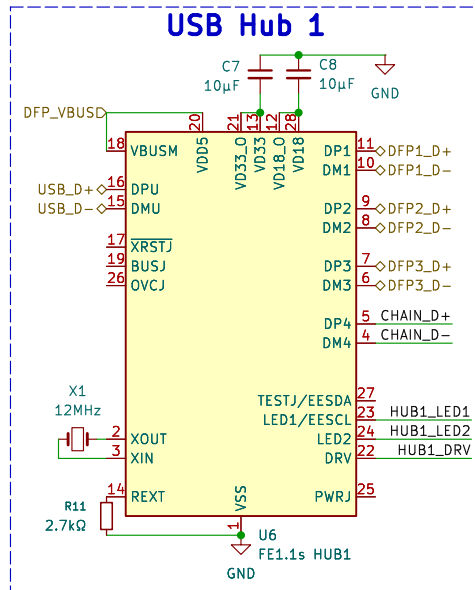 USB Hub 1
C7
10µF
C8
10µF
GND
DFP_VBUS
20
21
13
12
28
18
VBUSM
VDD5
VD33_O
VD33
VD18_O
VD18
DP1
11
DFP1_D+
DM1
10
DFP1_D-
USB_D+
16
DPU
USB_D-
15
DMU
DP2
9
DFP2_D+
DM2
8
DFP2_D-
17
XRSTJ
19
BUSJ
26
OVCJ
DP3
7
DFP3_D+
DM3
6
DFP3_D-
DP4
5
CHAIN_D+
DM4
4
CHAIN_D-
X1
12MHz
TESTJ/EESDA
27
LED1/EESCL
23
HUB1_LED1
2
XOUT
LED2
24
HUB1_LED2
3
XIN
DRV
22
HUB1_DRV
14
REXT
PWRJ
25
R11
2.7kΩ
VSS
1
U6
FE1.1s HUB1
GND